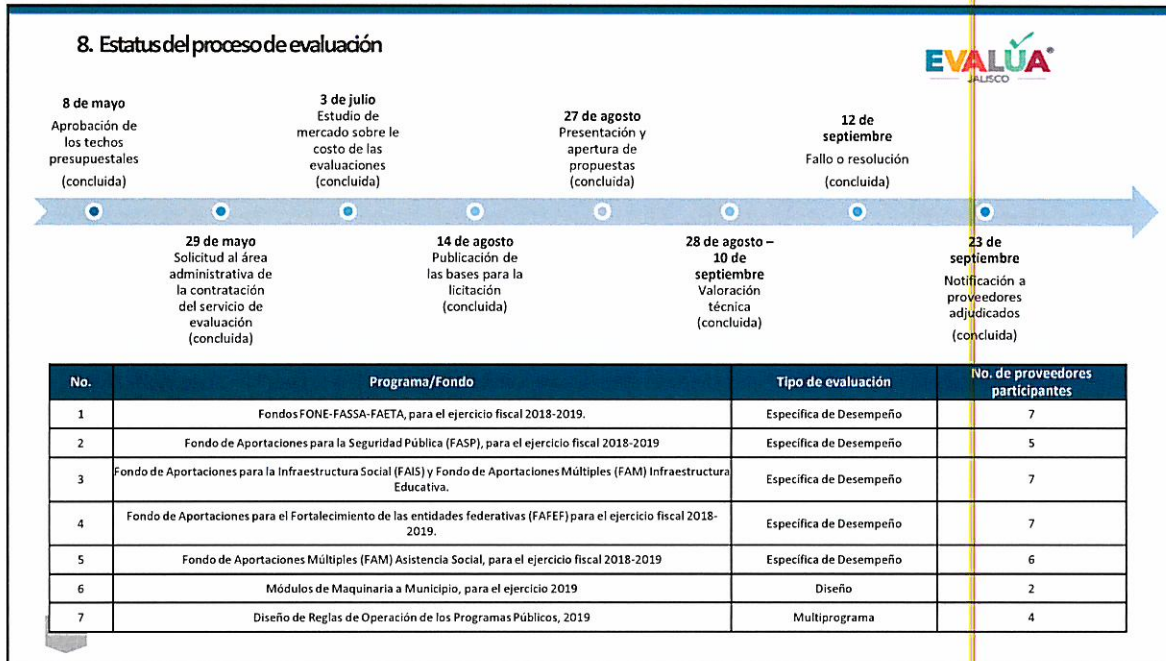 8. Estatus del proceso de evaluación
EVALÚA®
JALISCO
8 de mayo
Aprobación de
los techos
presupuestales
(concluida)
3 de julio
Estudio de
mercado sobre le
costo de las
evaluaciones
(concluida)
27 de agosto
Presentación y
apertura de
propuestas
(concluida)
12 de
septiembre
Fallo o resolución
(concluida)
29 de mayo
Solicitud al área
administrativa de
la contratación
del servicio de
evaluación
(concluida)
14 de agosto
Publicación de
las bases para la
licitación
(concluida)
28 de agosto –
10 de
septiembre
Valoración
técnica
(concluida)
23 de
septiembre
Notificación a
proveedores
adjudicados
(concluida)
No. Programa/Fondo Tipo de evaluación No. de proveedores
participantes
1 Fondos FONE-FASSA-FAETA, para el ejercicio fiscal 2018-2019. Específica de Desempeño 7
2 Fondo de Aportaciones para la Seguridad Pública (FASP), para el ejercicio fiscal 2018-2019 Específica de Desempeño 5
3 Fondo de Aportaciones para la Infraestructura Social (FAIS) y Fondo de Aportaciones Múltiples (FAM) Infraestructura
Educativa. Específica de Desempeño 7
4 Fondo de Aportaciones para el Fortalecimiento de las entidades federativas (FAFEF) para el ejercicio fiscal 2018-
2019. Específica de Desempeño 7
5 Fondo de Aportaciones Múltiples (FAM) Asistencia Social, para el ejercicio fiscal 2018-2019 Específica de Desempeño 6
6 Módulos de Maquinaria a Municipio, para el ejercicio 2019 Diseño 2
7 Diseño de Reglas de Operación de los Programas Públicos, 2019 Multiprograma 4